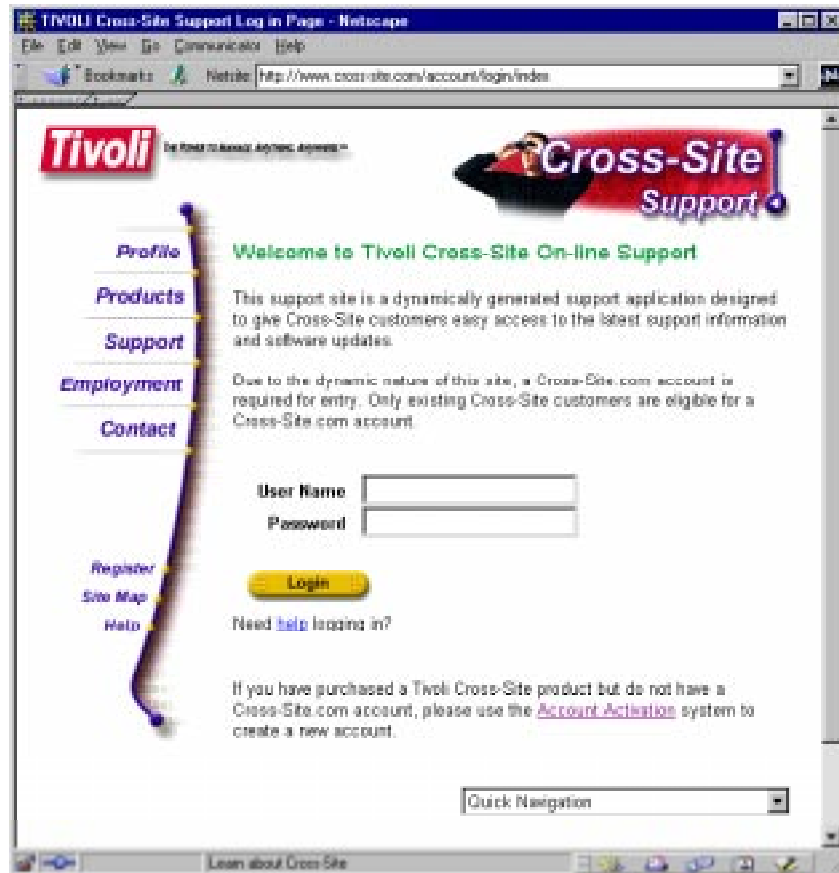 TIVOLI Cross-Site Support Log in Page - Netscape
File Edit View Go Communicator Help
Bookmarks Netsite http://www.cross-site.com/account/login/index
Tivoli
Cross-Site
Support
Profile
Products
Support
Employment
Contact
Register
Site Map
Help
Welcome to Tivoli Cross-Site On-line Support
This support site is a dynamically generated support application designed
to give Cross-Site customers easy access to the latest support information
and software updates.
Due to the dynamic nature of this site, a Cross-Site.com account is
required for entry. Only existing Cross-Site customers are eligible for a
Cross-Site.com account.
User Name
Password
Login
Need help logging in?
If you have purchased a Tivoli Cross-Site product but do not have a
Cross-Site.com account, please use the Account Activation system to
create a new account.
Quick Navigation
Learn about Cross-Site